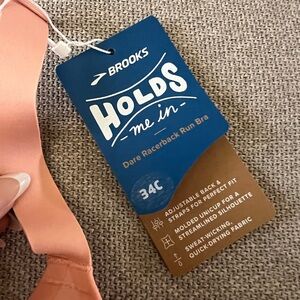 BROOKS
HOLDS
-me in-
Dare Racerback Run Bra
34C
ADJUSTABLE BACK &
STRAPS FOR PERFECT FIT
MOLDED UNICUP FOR A
STREAMLINED SILHOUETTE
SWEAT-WICKING,
QUICK-DRYING FABRIC